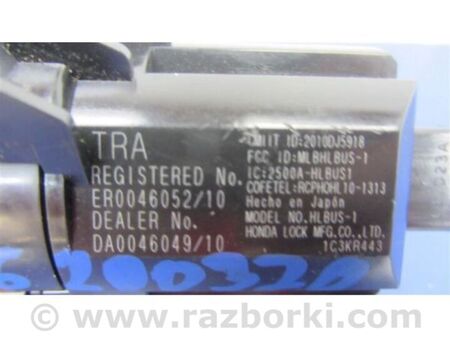 TRA
REGISTERED No.
ER0046052/10
DEALER No.
DA0046049/10
CMIIT ID:2010DJ5918
FCC ID:MLBHLBUS-1
IC:2500A-HLBUS1
COFETEL:RCPHOHL10-1313
Hecho en Japón
MODEL NO.HLBUS-1
HONDA LOCK MFG.CO.,LTD.
1C3KR443
D23A
www.razborki.com